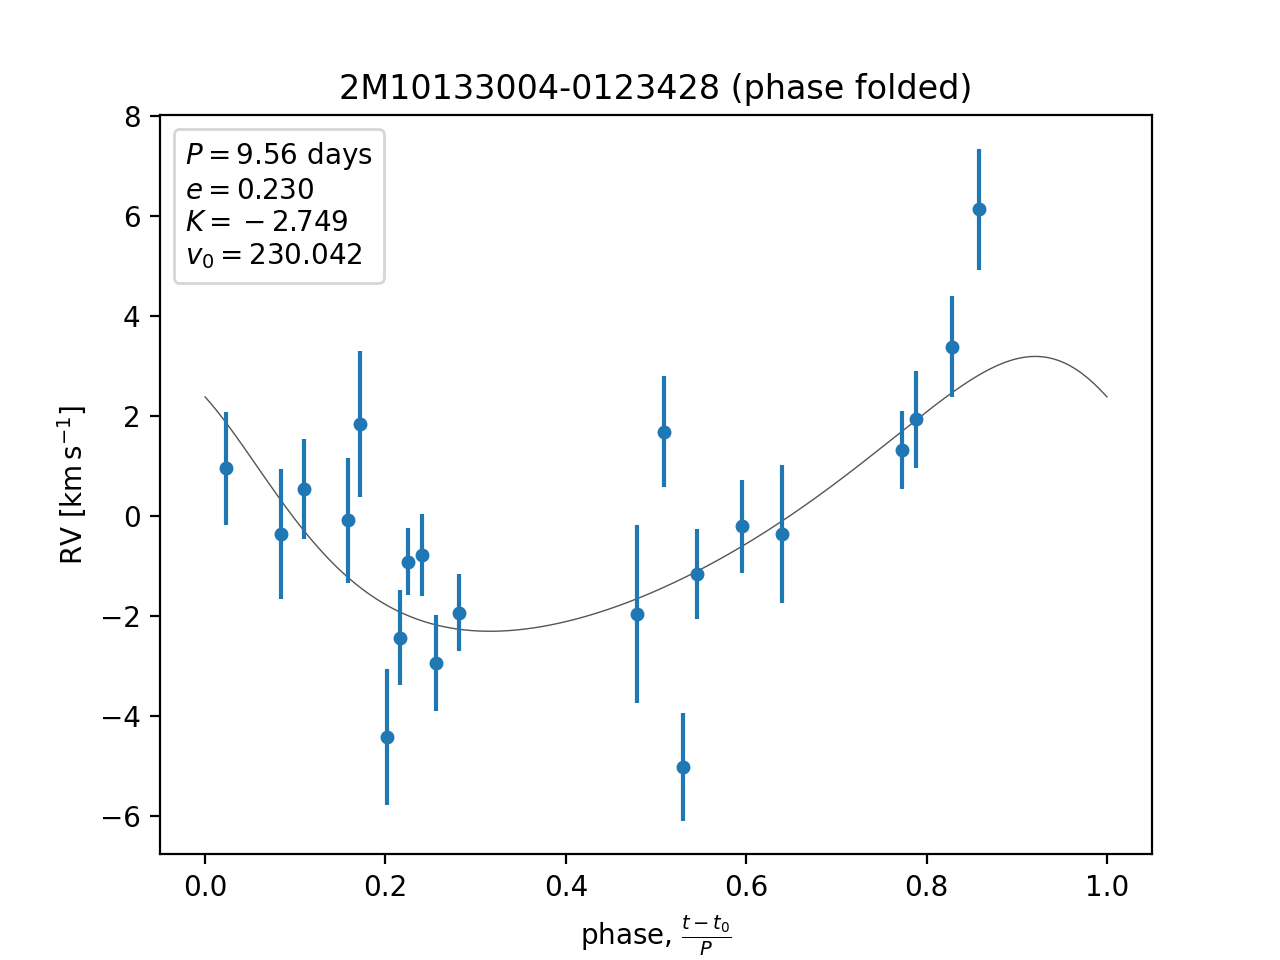 2M10133004-0123428 (phase folded)
P = 9.56 days
e = 0.230
K = −2.749
v₀ = 230.042
8
6
4
2
0
−2
−4
−6
RV [km s⁻¹]
0.0 0.2 0.4 0.6 0.8 1.0
phase, (t − t₀)/P